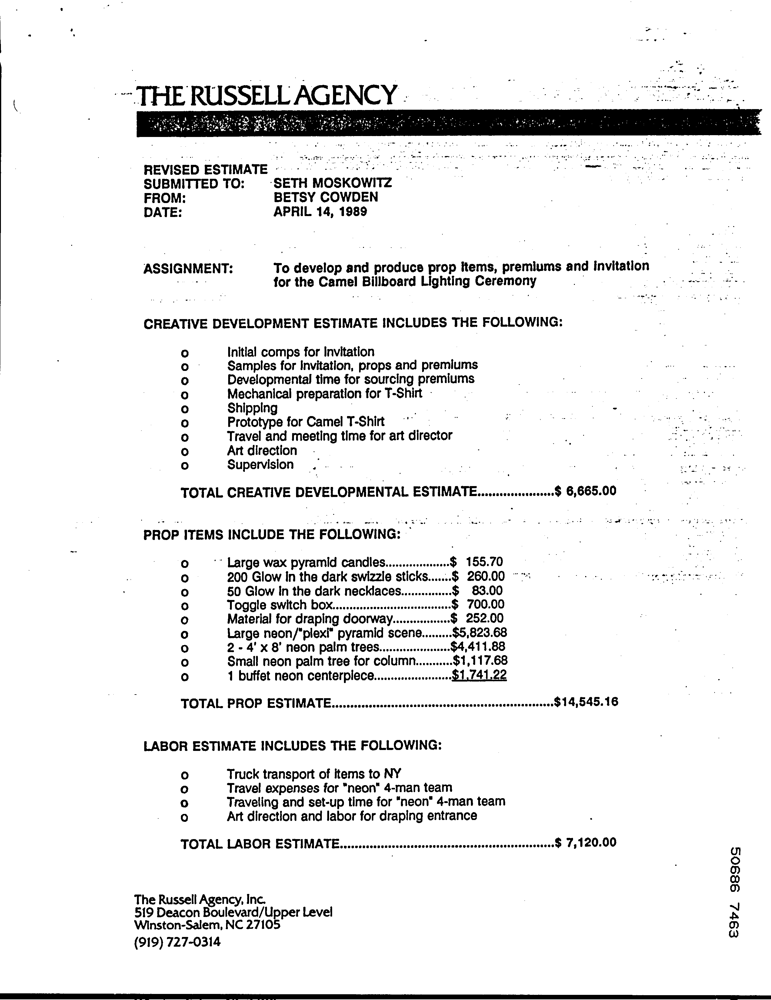 THE RUSSELL AGENCY
REVISED ESTIMATE
SUBMITTED TO: SETH MOSKOWITZ
FROM: BETSY COWDEN
DATE: APRIL 14, 1989
ASSIGNMENT: To develop and produce prop items, premiums and invitation
for the Camel Billboard Lighting Ceremony
CREATIVE DEVELOPMENT ESTIMATE INCLUDES THE FOLLOWING:
o Initial comps for invitation
o Samples for invitation, props and premiums
o Developmental time for sourcing premiums
o Mechanical preparation for T-Shirt
o Shipping
o Prototype for Camel T-Shirt
o Travel and meeting time for art director
o Art direction
o Supervision
TOTAL CREATIVE DEVELOPMENTAL ESTIMATE.....................$ 6,665.00
PROP ITEMS INCLUDE THE FOLLOWING:
o Large wax pyramid candles...................$ 155.70
o 200 Glow in the dark swizzle sticks.......$ 260.00
o 50 Glow in the dark necklaces...............$ 83.00
o Toggle switch box...................................$ 700.00
o Material for draping doorway.................$ 252.00
o Large neon/"plexi" pyramid scene.........$5,823.68
o 2 - 4' x 8' neon palm trees.....................$4,411.88
o Small neon palm tree for column...........$1,117.68
o 1 buffet neon centerpiece.......................$1,741.22
TOTAL PROP ESTIMATE............................................................$14,545.16
LABOR ESTIMATE INCLUDES THE FOLLOWING:
o Truck transport of items to NY
o Travel expenses for "neon" 4-man team
o Traveling and set-up time for "neon" 4-man team
o Art direction and labor for draping entrance
TOTAL LABOR ESTIMATE..........................................................$ 7,120.00
The Russell Agency, Inc.
519 Deacon Boulevard/Upper Level
Winston-Salem, NC 27105
(919) 727-0314
50686 7463